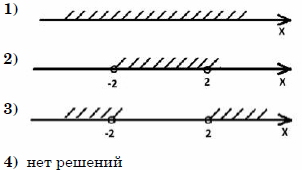 1)
x
2)
-2 2 x
3)
-2 2 x
4) нет решений